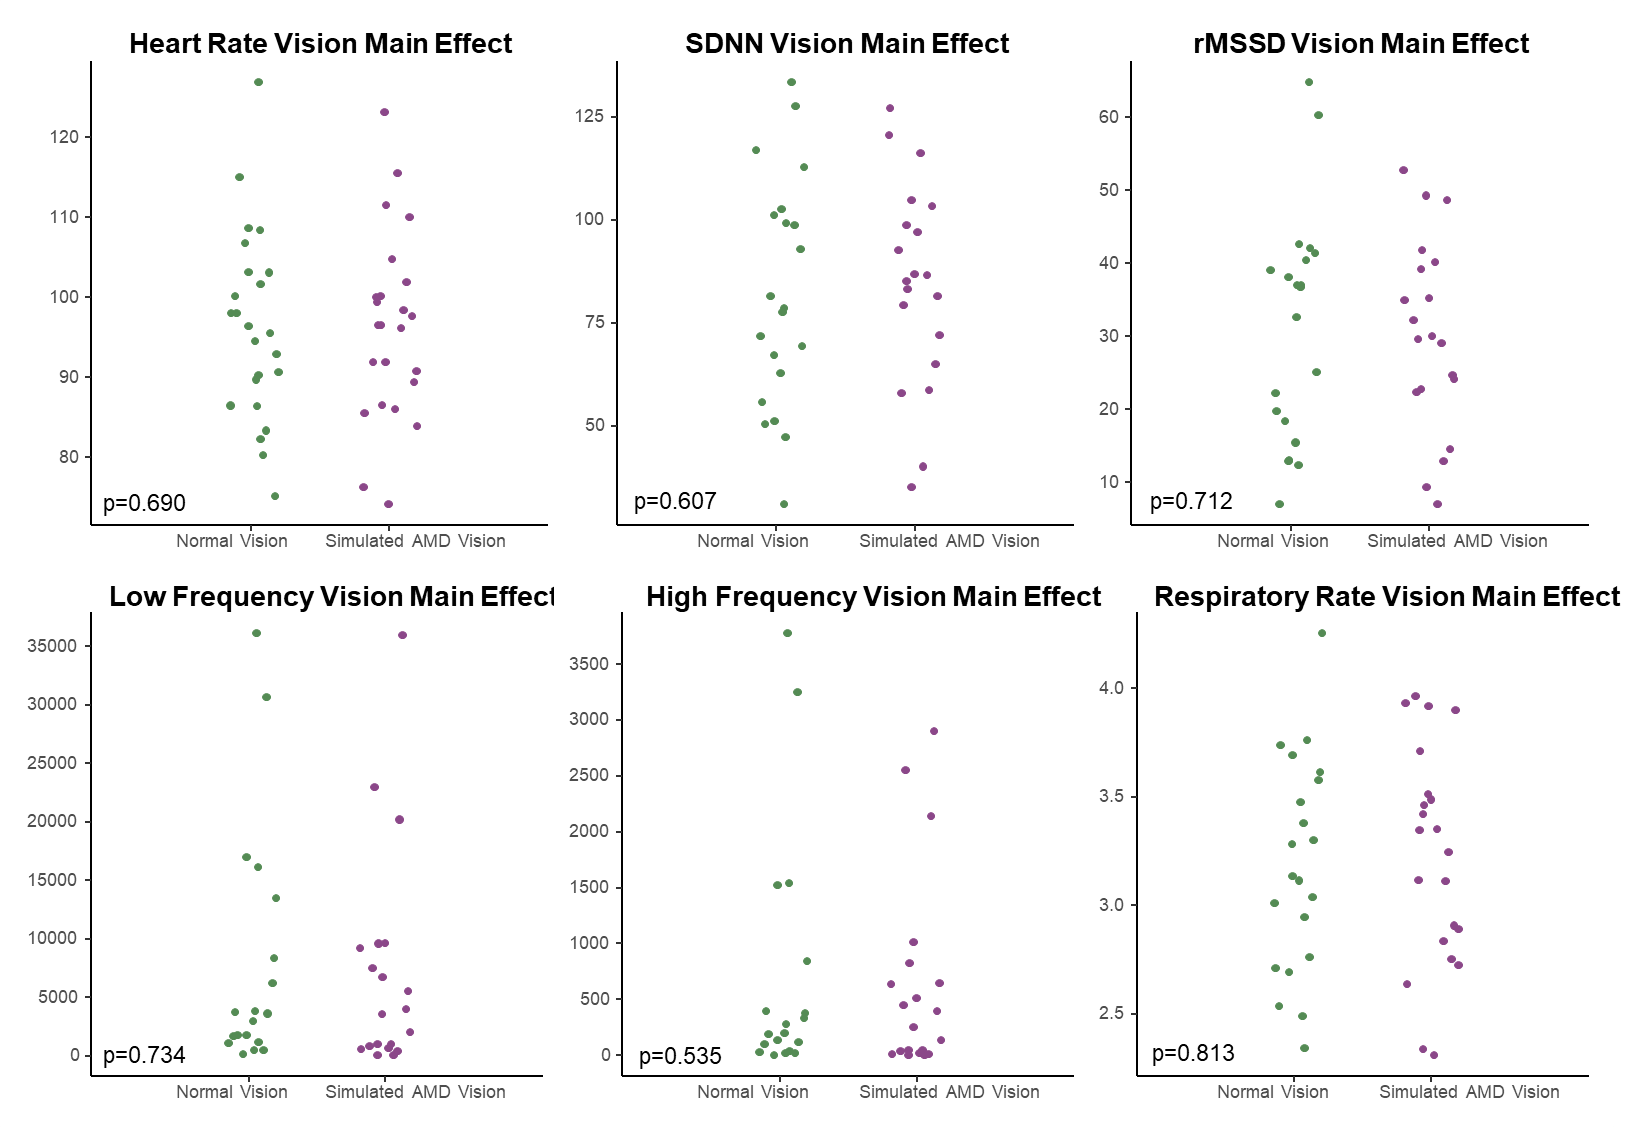 Heart Rate Vision Main Effect
120
110
100
90
80
p=0.690
Normal Vision Simulated AMD Vision
SDNN Vision Main Effect
125
100
75
50
p=0.607
Normal Vision Simulated AMD Vision
rMSSD Vision Main Effect
60
50
40
30
20
10
p=0.712
Normal Vision Simulated AMD Vision
Low Frequency Vision Main Effect
35000
30000
25000
20000
15000
10000
5000
0
p=0.734
Normal Vision Simulated AMD Vision
High Frequency Vision Main Effect
3500
3000
2500
2000
1500
1000
500
0
p=0.535
Normal Vision Simulated AMD Vision
Respiratory Rate Vision Main Effect
4.0
3.5
3.0
2.5
p=0.813
Normal Vision Simulated AMD Vision